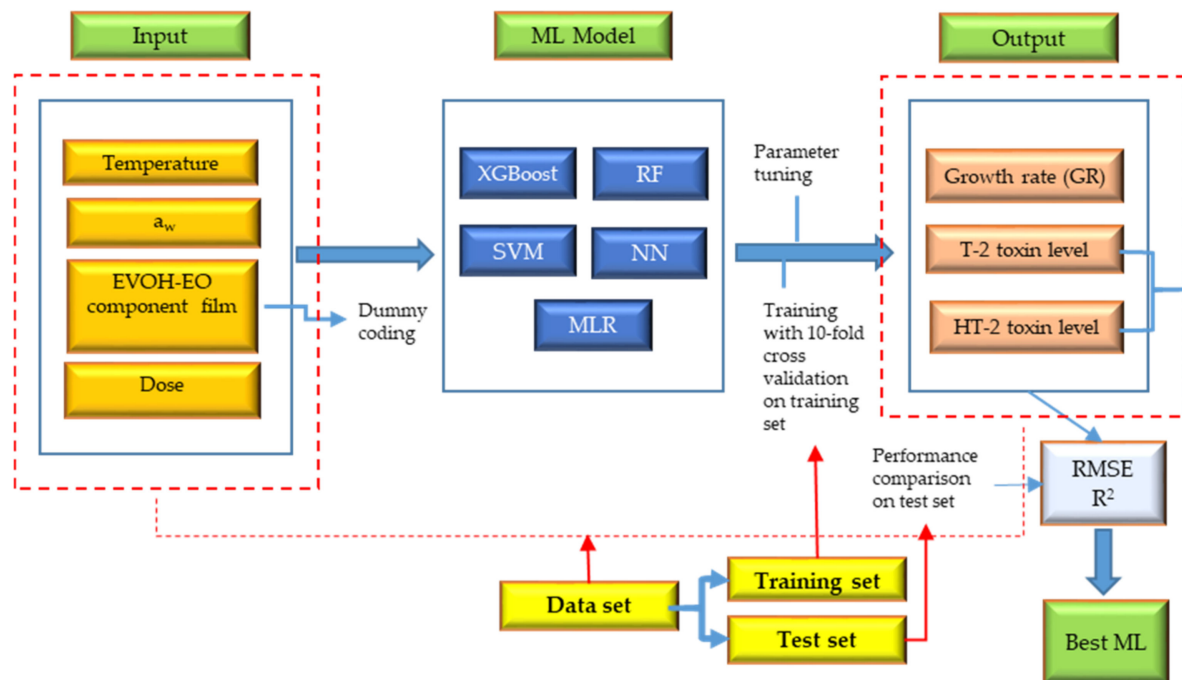 Input
ML Model
Output
Temperature
a_w
EVOH-EO
component film
Dose
Dummy
coding
XGBoost
RF
SVM
NN
MLR
Parameter
tuning
Training
with 10-fold
cross
validation
on training
set
Growth rate (GR)
T-2 toxin level
HT-2 toxin level
Performance
comparison
on test set
RMSE
R²
Data set
Training set
Test set
Best ML